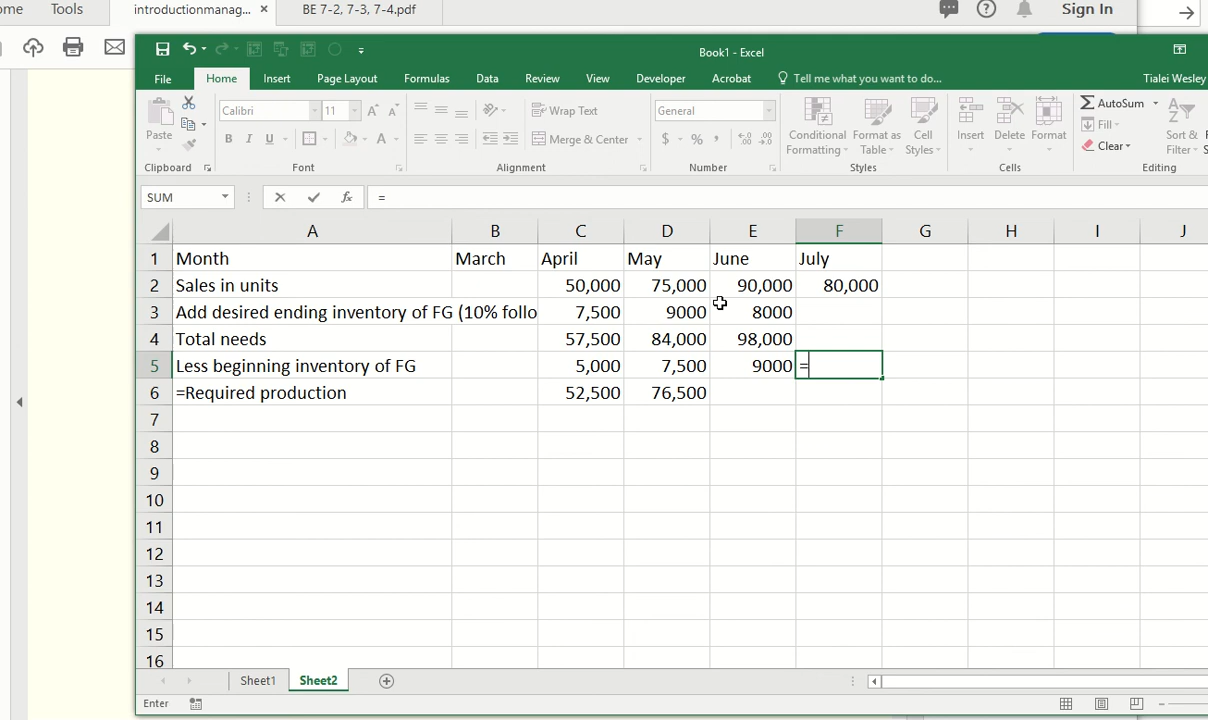 ome Tools introductionmanag... × BE 7-2, 7-3, 7-4.pdf Sign In
Book1 - Excel
File Home Insert Page Layout Formulas Data Review View Developer Acrobat Tell me what you want to do... Tialei Wesley
Paste Calibri 11 A A Wrap Text General Conditional Formatting Format as Table Cell Styles Insert Delete Format AutoSum Sort & Filter
B I U A Merge & Center $ % , Fill
Clear
Clipboard Font Alignment Number Styles Cells Editing
SUM fx =
A B C D E F G H I J
1 Month March April May June July
2 Sales in units 50,000 75,000 90,000 80,000
3 Add desired ending inventory of FG (10% follo 7,500 9000 8000
4 Total needs 57,500 84,000 98,000
5 Less beginning inventory of FG 5,000 7,500 9000 =
6 =Required production 52,500 76,500
7
8
9
10
11
12
13
14
15
16
Sheet1 Sheet2
Enter